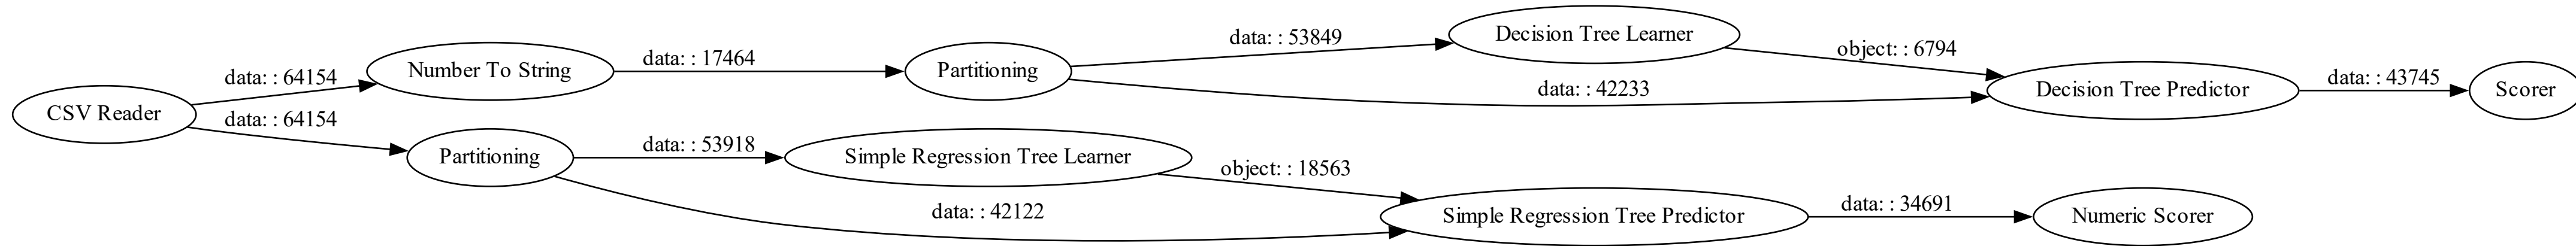 CSV Reader
data: : 64154
data: : 64154
Number To String
data: : 17464
Partitioning
data: : 53849
Decision Tree Learner
object: : 6794
data: : 42233
Decision Tree Predictor
data: : 43745
Scorer
Partitioning
data: : 53918
Simple Regression Tree Learner
object: : 18563
data: : 42122
Simple Regression Tree Predictor
data: : 34691
Numeric Scorer